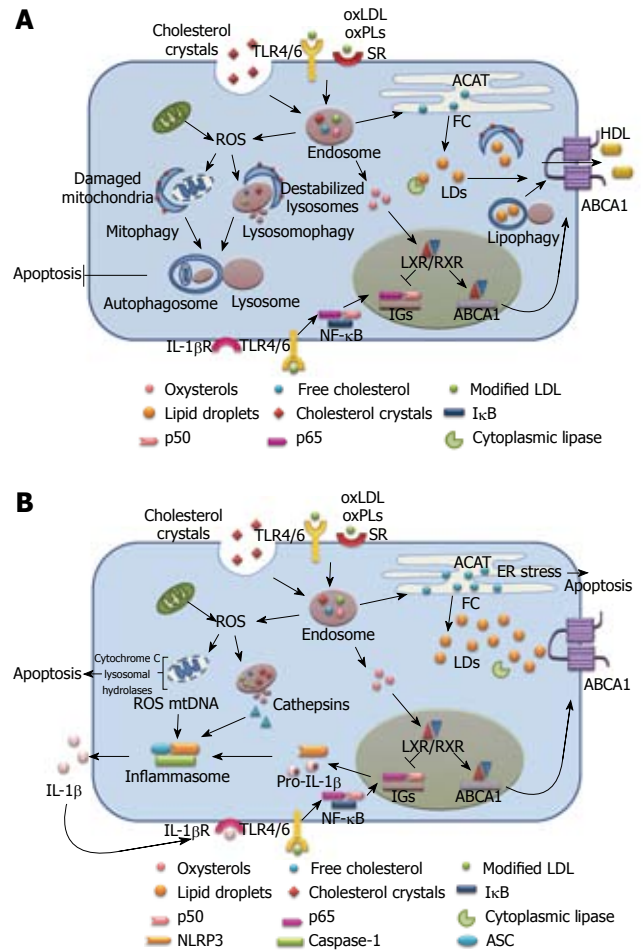 A
Cholesterol
crystals
TLR4/6
oxLDL
oxPLs
SR
ACAT
FC
HDL
ROS
Endosome
LDs
ABCA1
Damaged
mitochondria
Destabilized
lysosomes
Mitophagy
Lysosomophagy
Lipophagy
Apoptosis
Autophagosome
Lysosome
LXR/RXR
IGs
ABCA1
NF-κB
IL-1βR
TLR4/6
Oxysterols
Free cholesterol
Modified LDL
Lipid droplets
Cholesterol crystals
IκB
p50
p65
Cytoplasmic lipase
B
Cholesterol
crystals
TLR4/6
oxLDL
oxPLs
SR
ACAT
ER stress
Apoptosis
FC
ROS
Endosome
LDs
ABCA1
Apoptosis
Cytochrome C
lysosomal
hydrolases
ROS mtDNA
Cathepsins
LXR/RXR
IL-1β
Inflammasome
Pro-IL-1β
IGs
ABCA1
NF-κB
IL-1βR
TLR4/6
Oxysterols
Free cholesterol
Modified LDL
Lipid droplets
Cholesterol crystals
IκB
p50
p65
Cytoplasmic lipase
NLRP3
Caspase-1
ASC